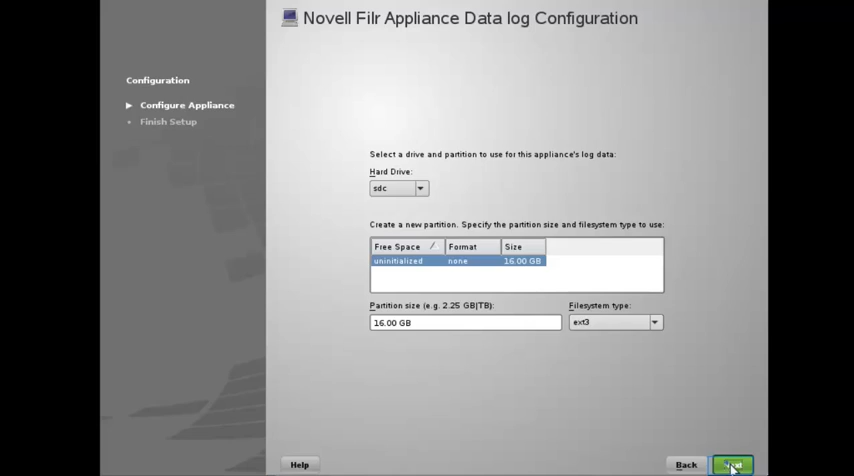 Novell Filr Appliance Data log Configuration
Configuration
Configure Appliance
Finish Setup
Select a drive and partition to use for this appliance's log data:
Hard Drive:
sdc
Create a new partition. Specify the partition size and filesystem type to use:
Free Space Format Size
uninitialized none 16.00 GB
Partition size (e.g. 2.25 GB|TB): Filesystem type:
16.00 GB ext3
Help Back Next